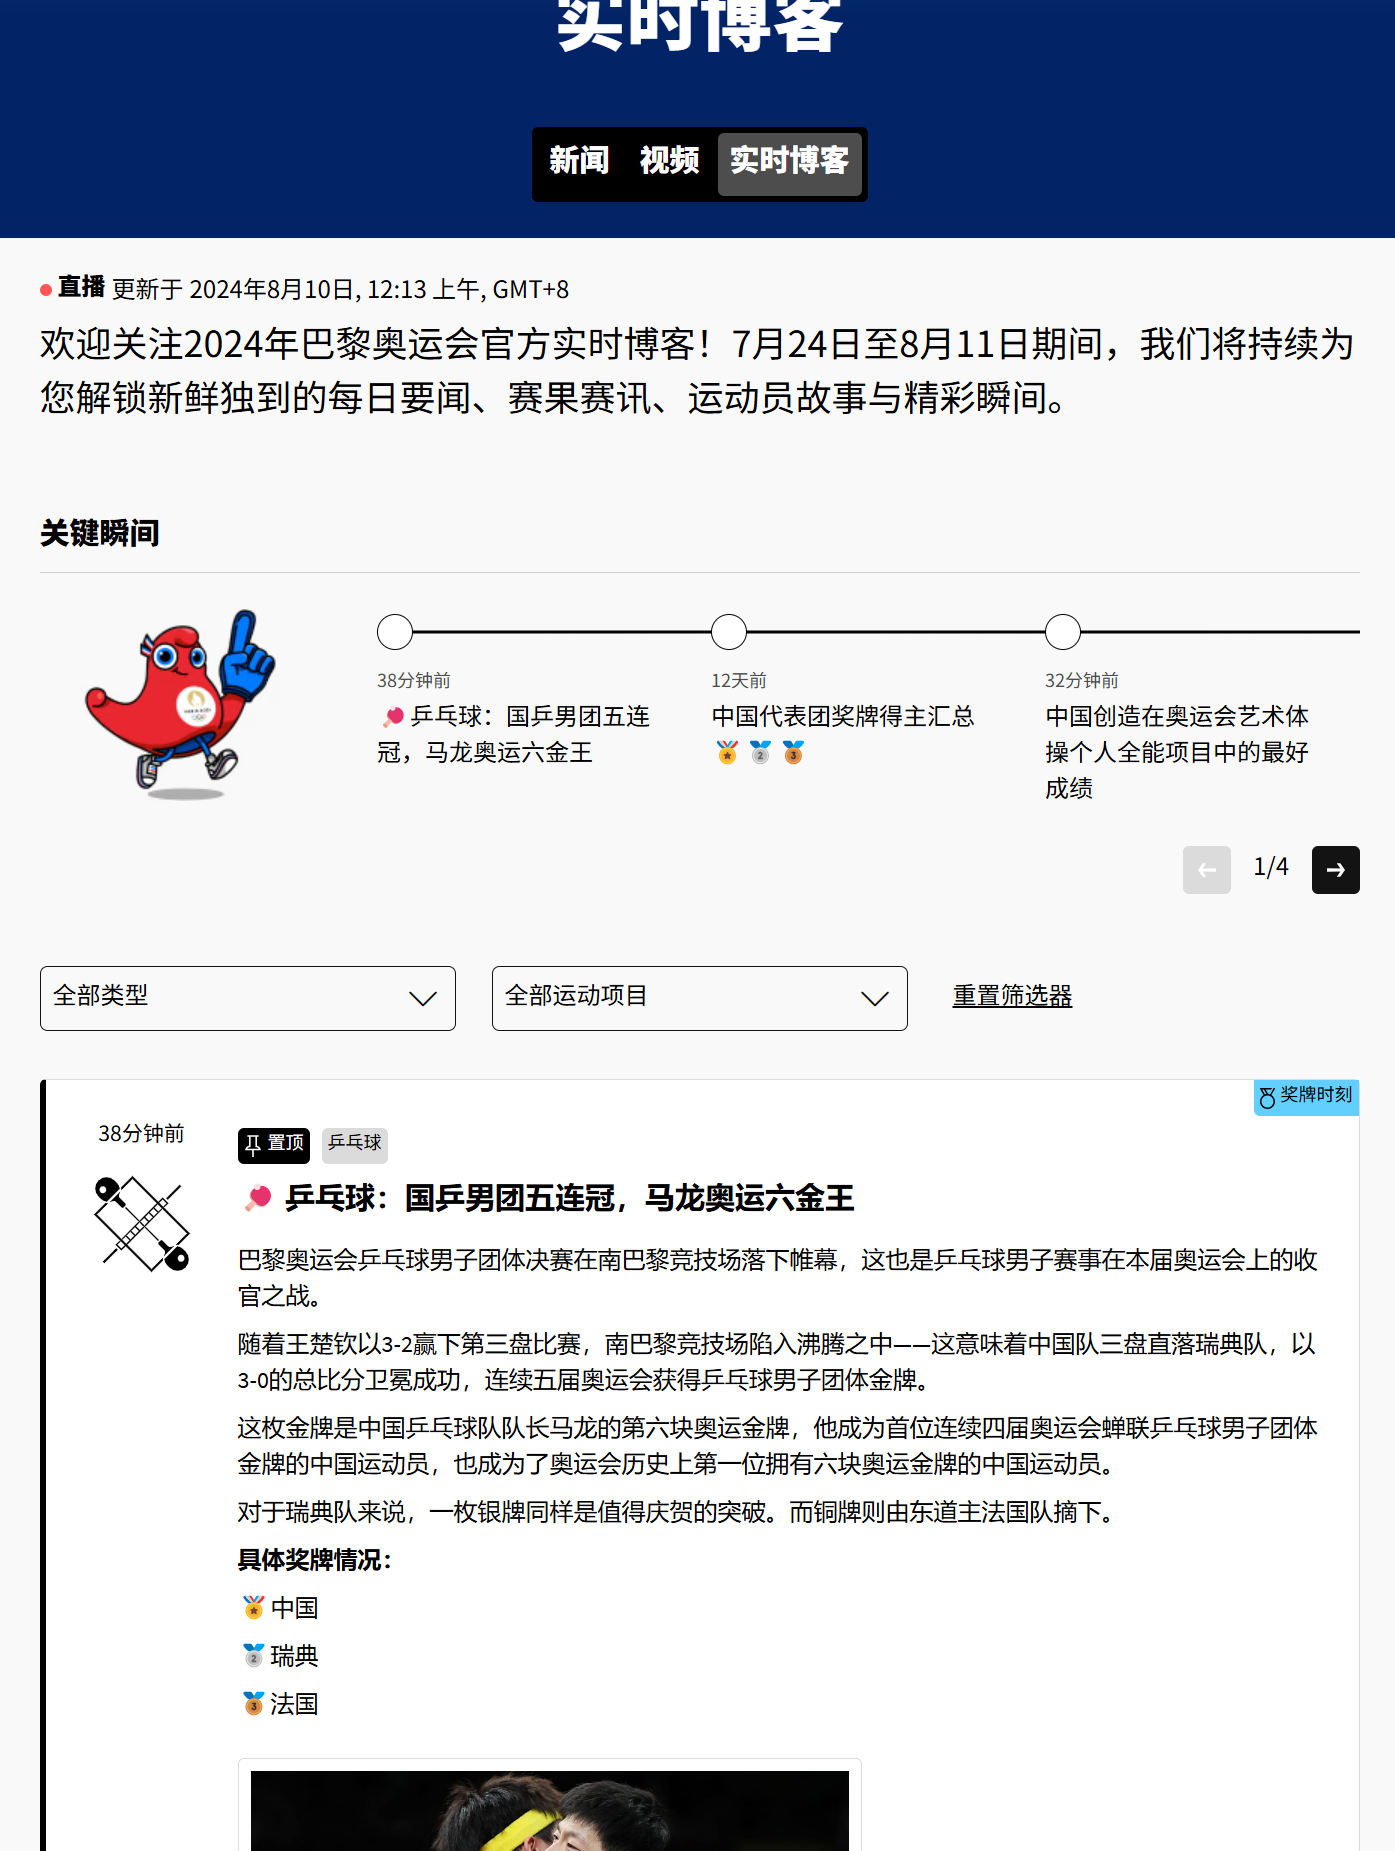 实时博客
新闻 视频 实时博客
直播 更新于 2024年8月10日, 12:13 上午, GMT+8
欢迎关注2024年巴黎奥运会官方实时博客！7月24日至8月11日期间，我们将持续为
您解锁新鲜独到的每日要闻、赛果赛讯、运动员故事与精彩瞬间。
关键瞬间
38分钟前
🏓乒乓球：国乒男团五连
冠，马龙奥运六金王
12天前
中国代表团奖牌得主汇总
🏅🥈🥉
32分钟前
中国创造在奥运会艺术体
操个人全能项目中的最好
成绩
1/4
全部类型
全部运动项目
重置筛选器
奖牌时刻
38分钟前
置顶 乒乓球
🏓 乒乓球：国乒男团五连冠，马龙奥运六金王
巴黎奥运会乒乓球男子团体决赛在南巴黎竞技场落下帷幕，这也是乒乓球男子赛事在本届奥运会上的收
官之战。
随着王楚钦以3-2赢下第三盘比赛，南巴黎竞技场陷入沸腾之中——这意味着中国队三盘直落瑞典队，以
3-0的总比分卫冕成功，连续五届奥运会获得乒乓球男子团体金牌。
这枚金牌是中国乒乓球队队长马龙的第六块奥运金牌，他成为首位连续四届奥运会蝉联乒乓球男子团体
金牌的中国运动员，也成为了奥运会历史上第一位拥有六块奥运金牌的中国运动员。
对于瑞典队来说，一枚银牌同样是值得庆贺的突破。而铜牌则由东道主法国队摘下。
具体奖牌情况：
🏅中国
🥈瑞典
🥉法国